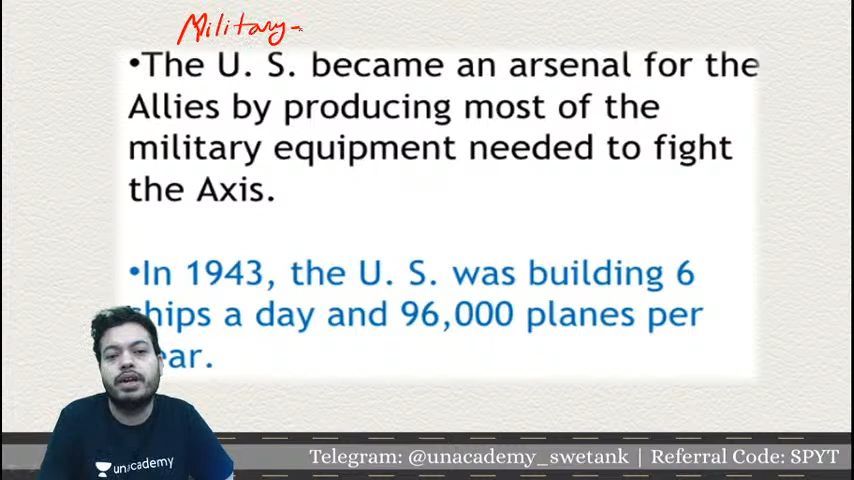 Military-
•The U. S. became an arsenal for the
Allies by producing most of the
military equipment needed to fight
the Axis.
•In 1943, the U. S. was building 6
ships a day and 96,000 planes per
ear.
unacademy
Telegram: @unacademy_swetank | Referral Code: SPYT